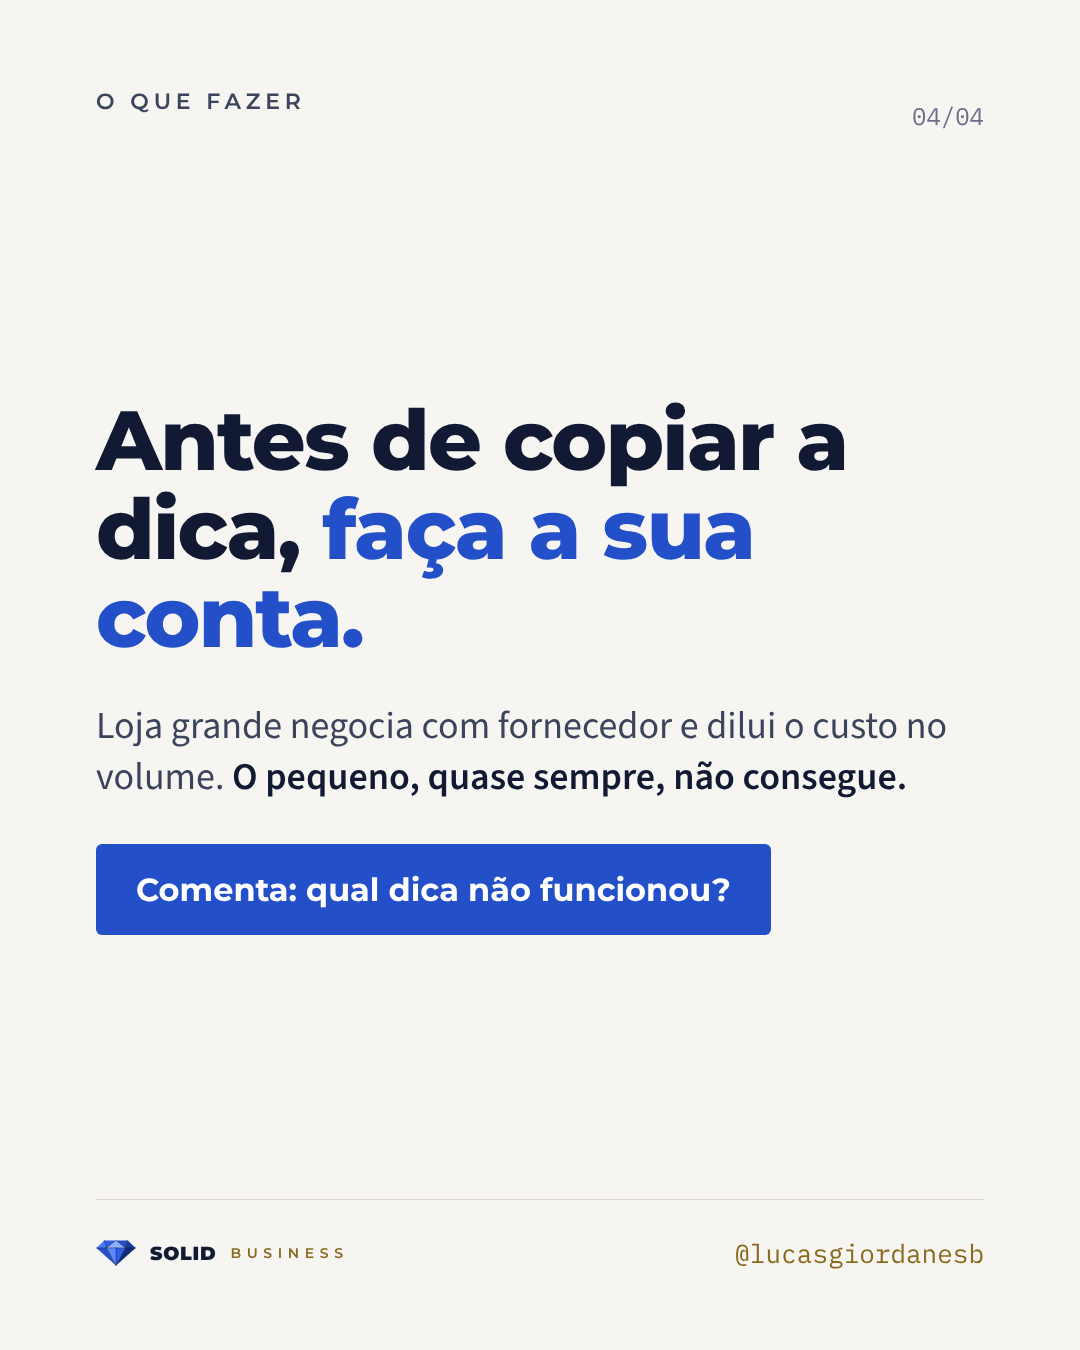 O QUE FAZER
04/04
Antes de copiar a
dica, faça a sua
conta.
Loja grande negocia com fornecedor e dilui o custo no
volume. O pequeno, quase sempre, não consegue.
Comenta: qual dica não funcionou?
SOLID BUSINESS
@lucasgiordanesb